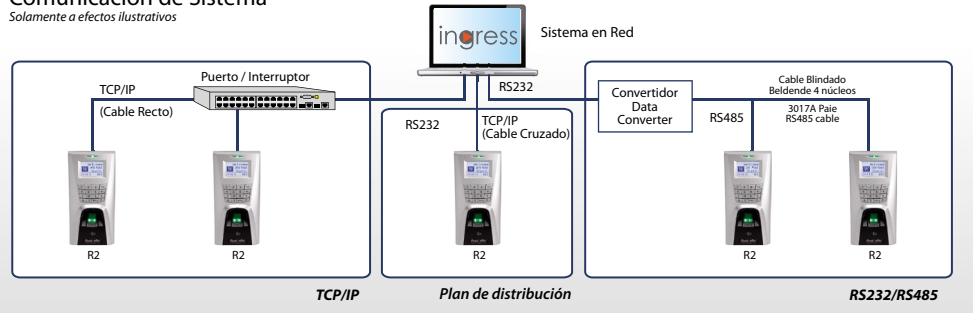 Comunicación de Sistema
Solamente a efectos ilustrativos
ingress
Sistema en Red
TCP/IP
(Cable Recto)
Puerto / Interruptor
R2
R2
TCP/IP
RS232
RS232
TCP/IP
(Cable Cruzado)
R2
Plan de distribución
Convertidor
Data
Converter
RS485
Cable Blindado
Beldende 4 núcleos
3017A Paie
RS485 cable
R2
R2
RS232/RS485